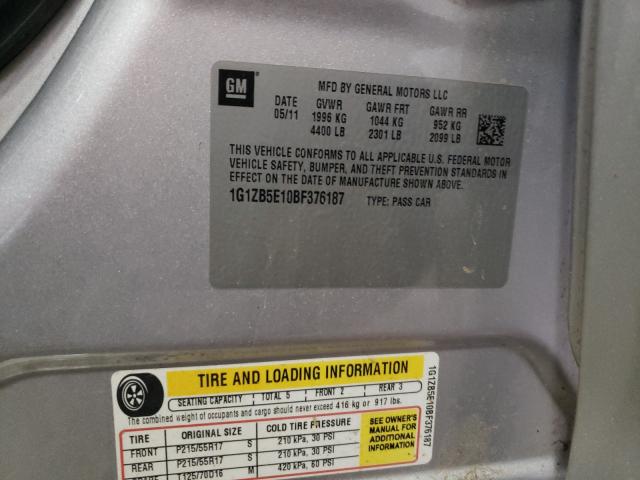 GM
MFD BY GENERAL MOTORS LLC
DATE GVWR GAWR FRT GAWR RR
05/11 1996 KG 1044 KG 952 KG
4400 LB 2301 LB 2099 LB
THIS VEHICLE CONFORMS TO ALL APPLICABLE U.S. FEDERAL MOTOR
VEHICLE SAFETY, BUMPER, AND THEFT PREVENTION STANDARDS IN
EFFECT ON THE DATE OF MANUFACTURE SHOWN ABOVE.
1G1ZB5E10BF376187 TYPE: PASS CAR
TIRE AND LOADING INFORMATION
SEATING CAPACITY TOTAL 5 FRONT 2 REAR 3
The combined weight of occupants and cargo should never exceed 416 kg or 917 lbs.
TIRE ORIGINAL SIZE COLD TIRE PRESSURE
FRONT P215/55R17 S 210 kPa, 30 PSI
REAR P215/55R17 S 210 kPa, 30 PSI
SPARE T125/70D16 M 420 kPa, 60 PSI
SEE OWNER'S
MANUAL FOR
ADDITIONAL
INFORMATION
1G1ZB5E10BF376187